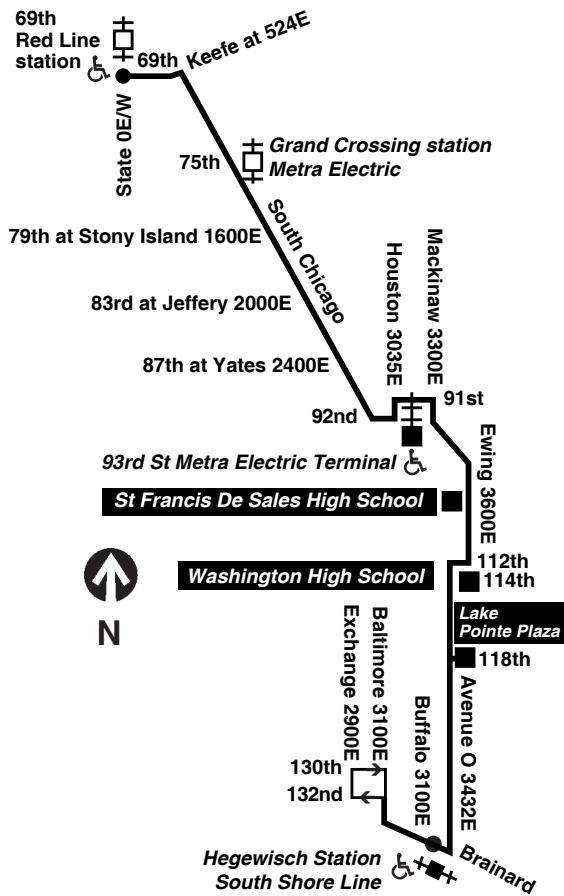 69th
Red Line
station
69th
Keefe at 524E
State 0E/W
Grand Crossing station
Metra Electric
75th
South Chicago
79th at Stony Island 1600E
83rd at Jeffery 2000E
87th at Yates 2400E
Houston 3035E
Mackinaw 3300E
91st
92nd
93rd St Metra Electric Terminal
Ewing 3600E
St Francis De Sales High School
112th
Washington High School
114th
N
Lake
Pointe Plaza
118th
Exchange 2900E
Baltimore 3100E
Buffalo 3100E
Avenue O 3432E
130th
132nd
Brainard
Hegewisch Station
South Shore Line